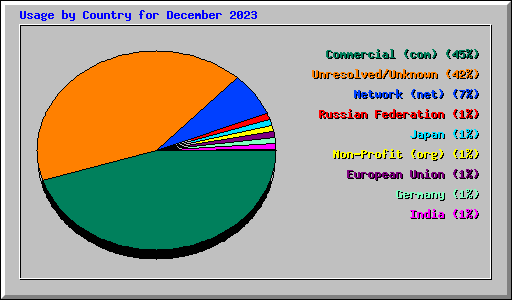 Usage by Country for December 2023
Commercial (com) (45%)
Unresolved/Unknown (42%)
Network (net) (7%)
Russian Federation (1%)
Japan (1%)
Non-Profit (org) (1%)
European Union (1%)
Germany (1%)
India (1%)